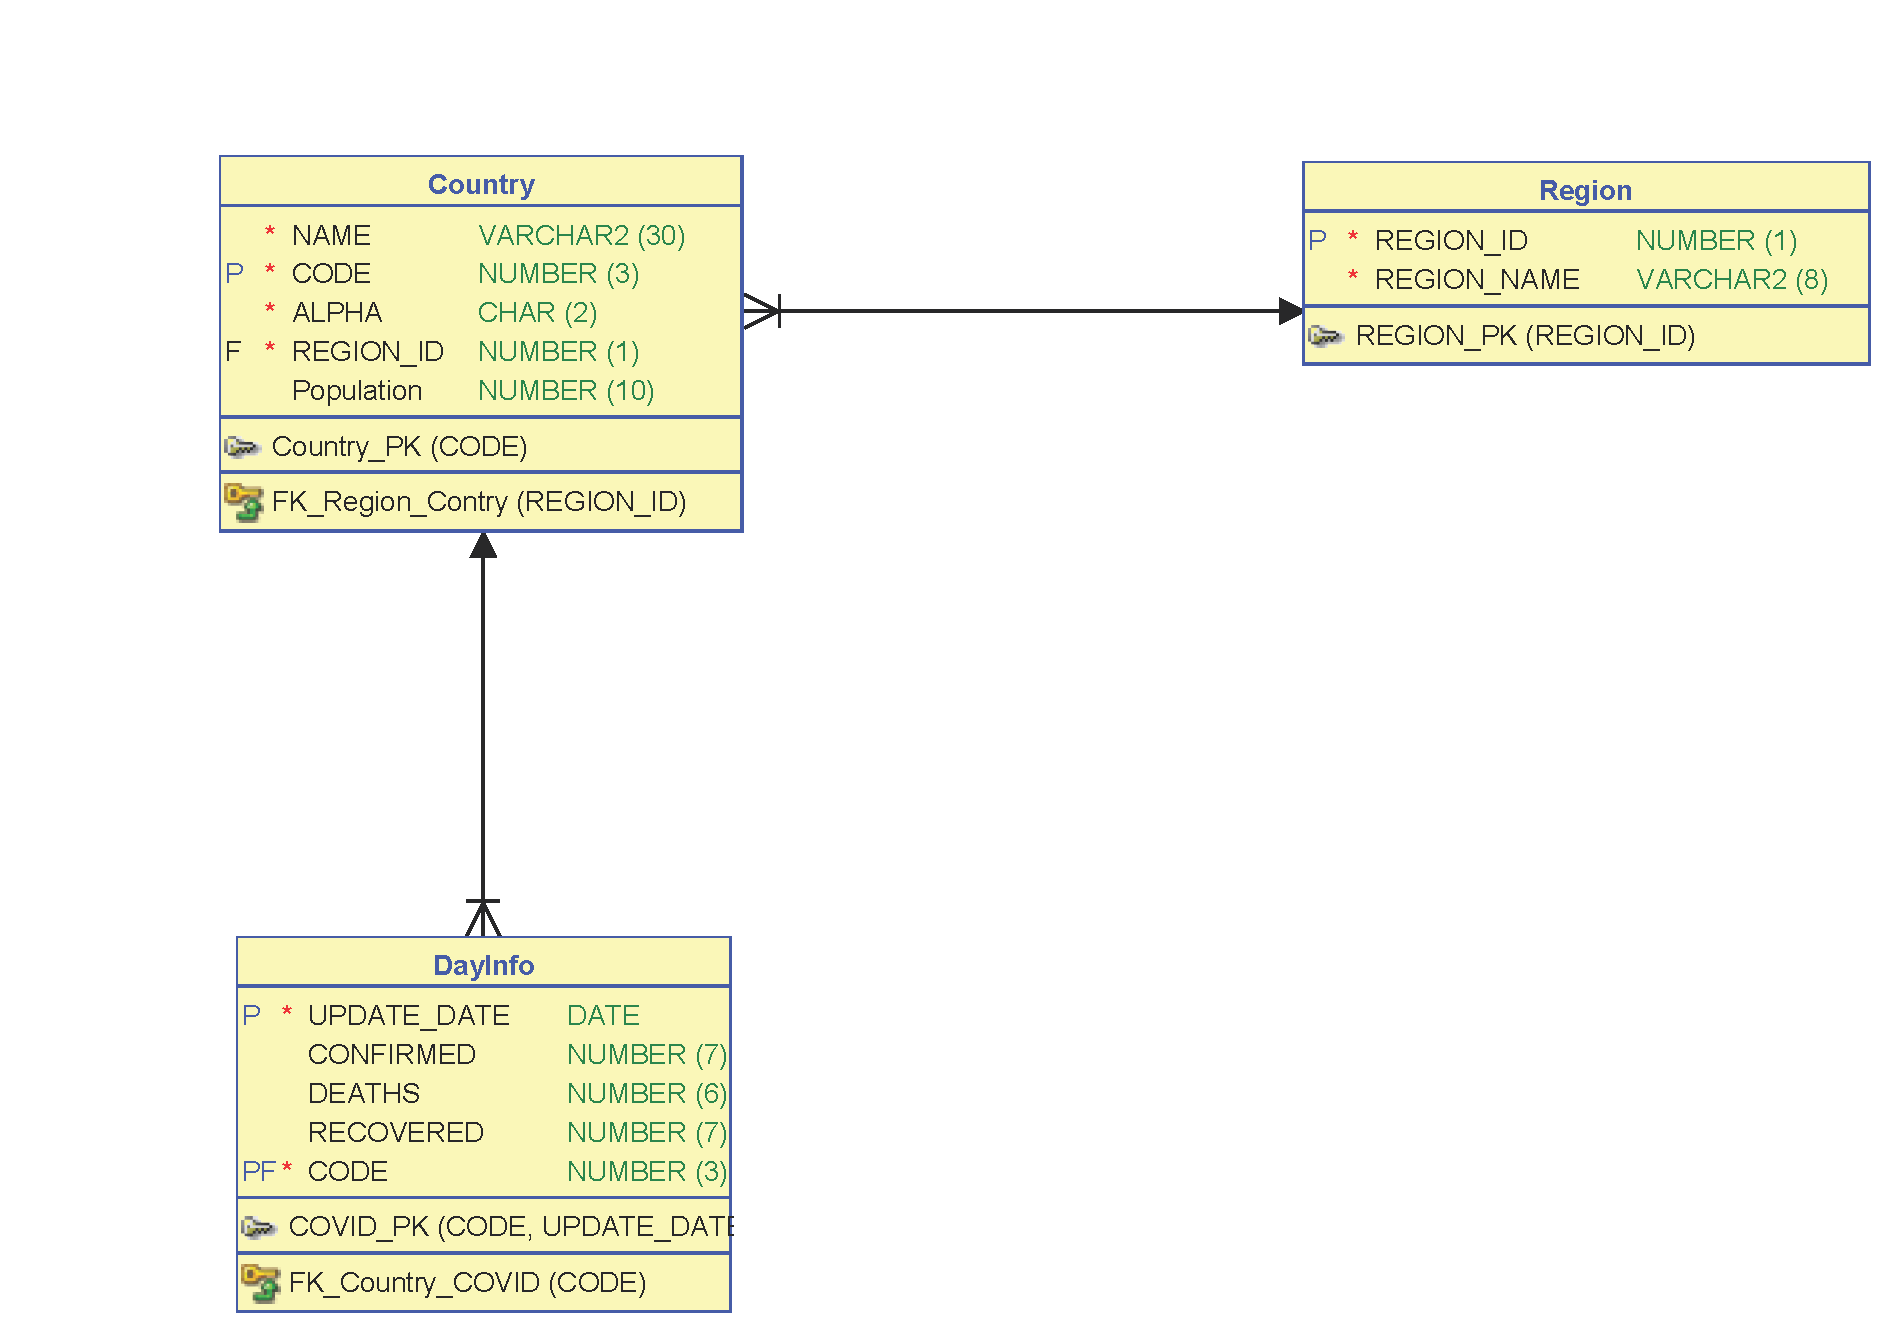 Country
* NAME VARCHAR2 (30)
P * CODE NUMBER (3)
* ALPHA CHAR (2)
F * REGION_ID NUMBER (1)
Population NUMBER (10)
Country_PK (CODE)
FK_Region_Contry (REGION_ID)
Region
P * REGION_ID NUMBER (1)
* REGION_NAME VARCHAR2 (8)
REGION_PK (REGION_ID)
DayInfo
P * UPDATE_DATE DATE
CONFIRMED NUMBER (7)
DEATHS NUMBER (6)
RECOVERED NUMBER (7)
PF * CODE NUMBER (3)
COVID_PK (CODE, UPDATE_DATE
FK_Country_COVID (CODE)